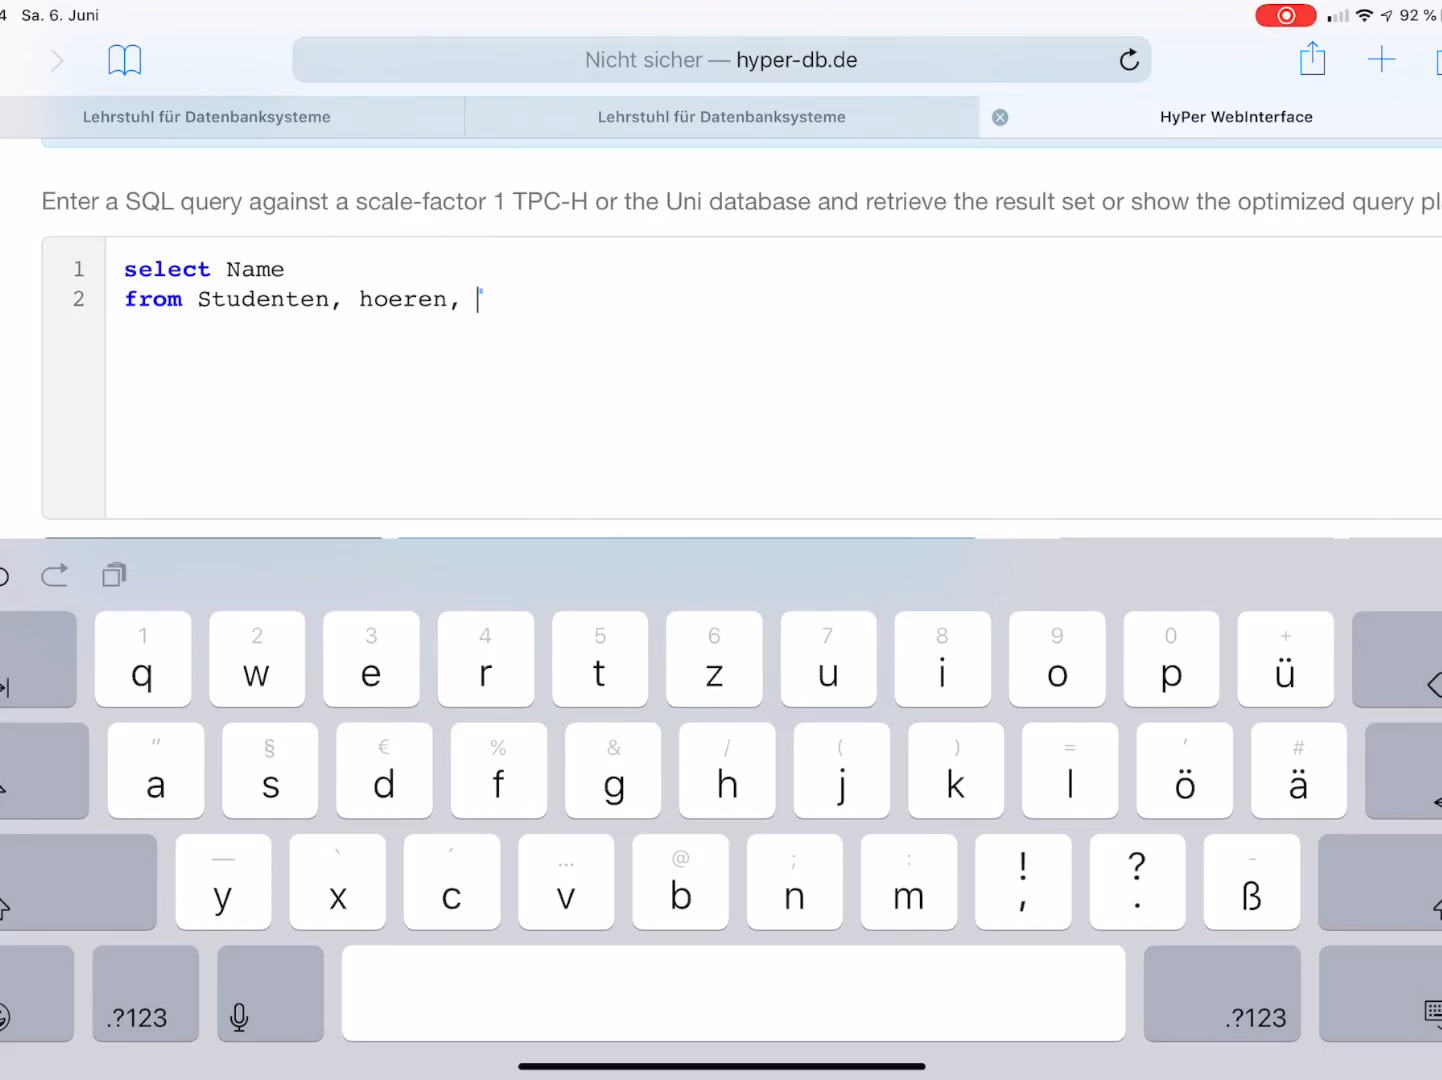 4 Sa. 6. Juni 92 %
Nicht sicher — hyper-db.de
Lehrstuhl für Datenbanksysteme Lehrstuhl für Datenbanksysteme HyPer WebInterface
Enter a SQL query against a scale-factor 1 TPC-H or the Uni database and retrieve the result set or show the optimized query pl
1 select Name
2 from Studenten, hoeren,
1 2 3 4 5 6 7 8 9 0 +
q w e r t z u i o p ü
" § € % & / ( ) = ' #
a s d f g h j k l ö ä
— ` ´ ... @ ; : ! ? -
y x c v b n m , . ß
.?123 .?123